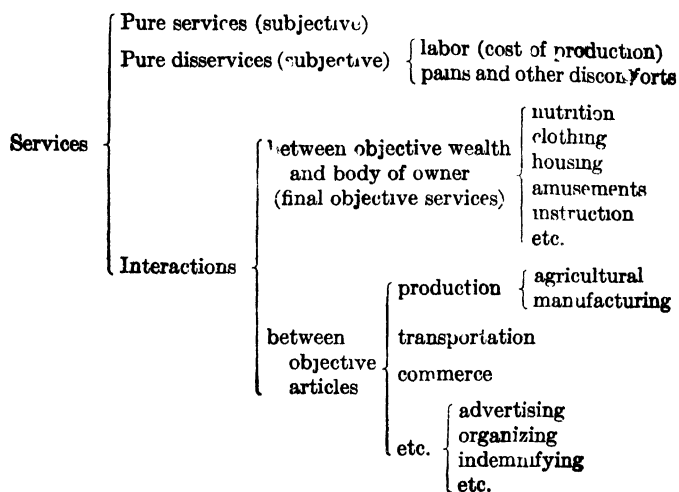 Pure services (subjective)
Pure disservices (subjective)
labor (cost of production)
pains and other discomforts
Services
Interactions
between objective wealth
and body of owner
(final objective services)
nutrition
clothing
housing
amusements
instruction
etc.
between
objective
articles
production
agricultural
manufacturing
transportation
commerce
etc.
advertising
organizing
indemnifying
etc.